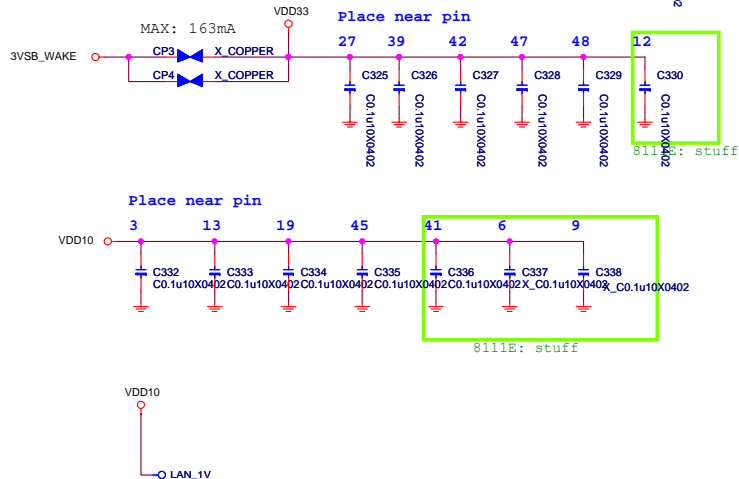 2
VDD33
Place near pin
MAX: 163mA
27 39 42 47 48 12
3VSB_WAKE
CP3 X_COPPER
CP4 X_COPPER
C325 C326 C327 C328 C329 C330
C0.1u10X0402 C0.1u10X0402 C0.1u10X0402 C0.1u10X0402 C0.1u10X0402 C0.1u10X0402
8111E: stuff
Place near pin
3 13 19 45 41 6 9
VDD10
C332 C333 C334 C335 C336 C337 C338
C0.1u10X0402 C0.1u10X0402 C0.1u10X0402 C0.1u10X0402 C0.1u10X0402 X_C0.1u10X0402 X_C0.1u10X0402
8111E: stuff
VDD10
LAN_1V